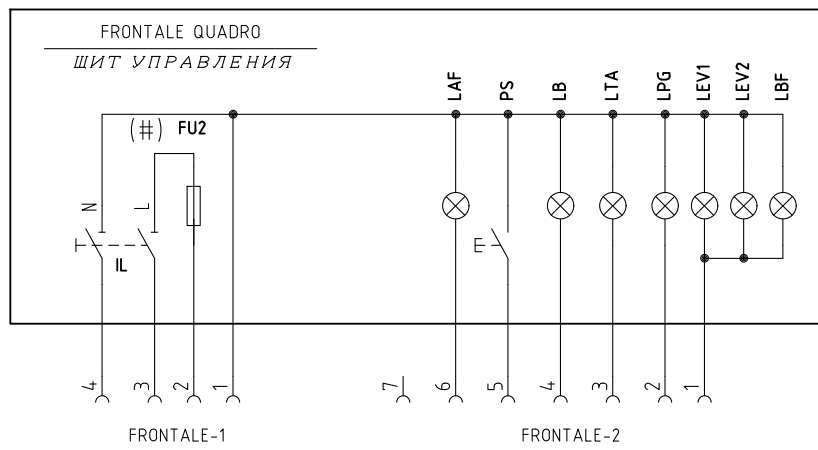 FRONTALE QUADRO
ЩИТ УПРАВЛЕНИЯ
LAF PS LB LTA LPG LEV1 LEV2 LBF
(#) FU2
N L
IL
4 3 2 1 7 6 5 4 3 2 1
FRONTALE-1 FRONTALE-2